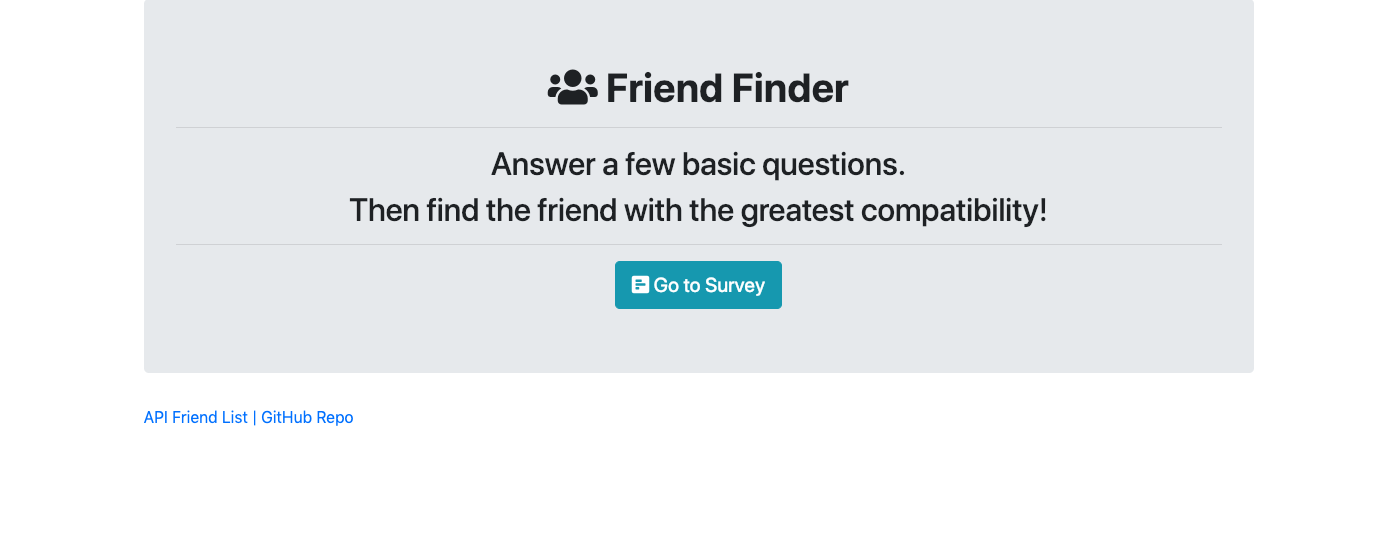 Friend Finder
Answer a few basic questions.
Then find the friend with the greatest compatibility!
Go to Survey
API Friend List | GitHub Repo